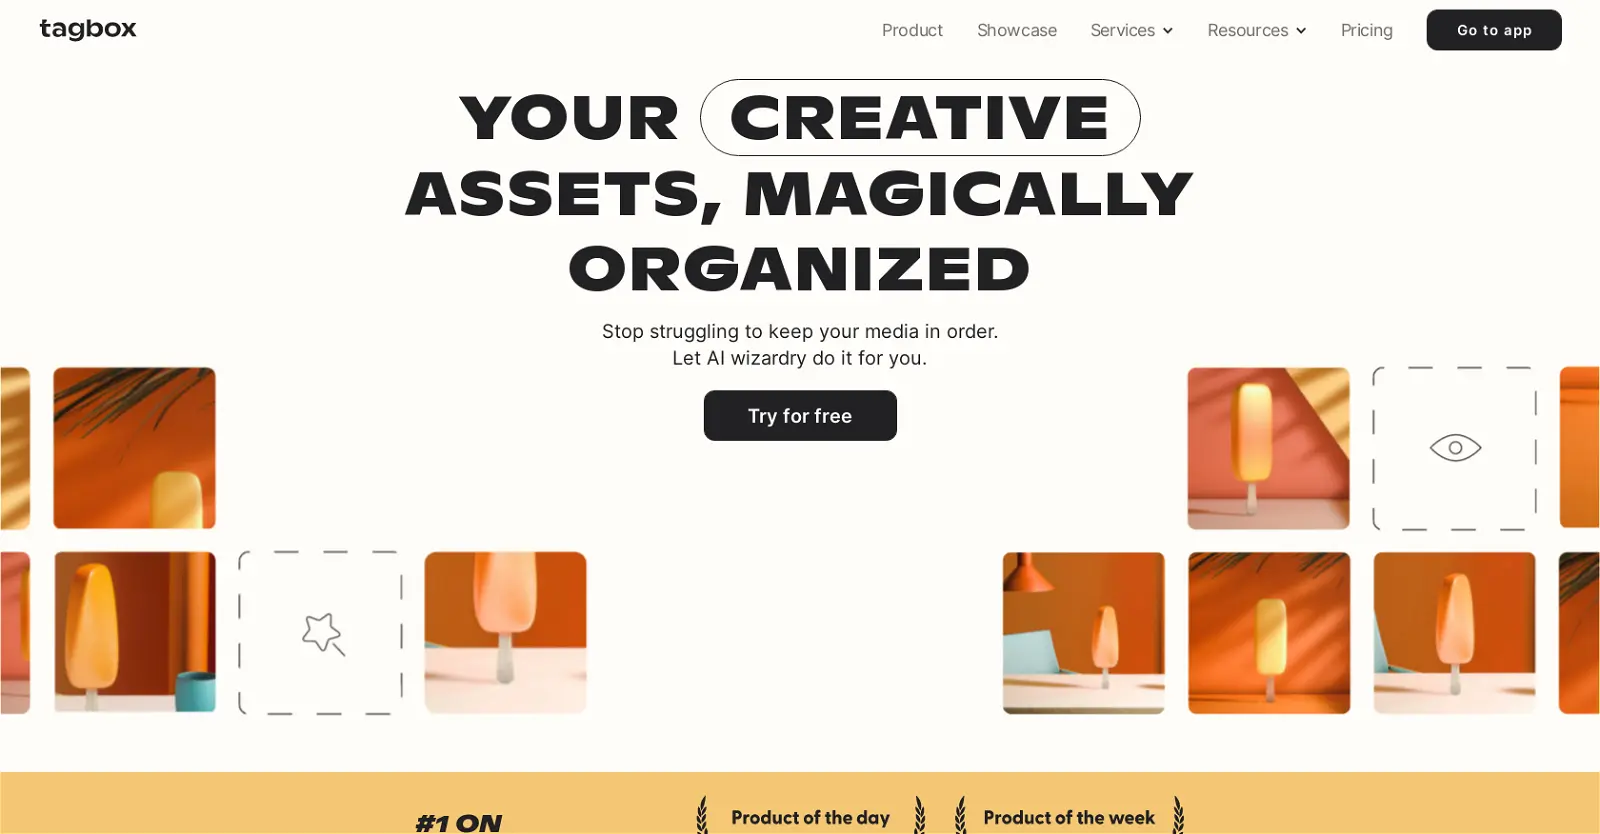 tagbox
Product
Showcase
Services
Resources
Pricing
Go to app
YOUR CREATIVE
ASSETS, MAGICALLY
ORGANIZED
Stop struggling to keep your media in order.
Let AI wizardry do it for you.
Try for free
#1 ON
Product of the day
Product of the week